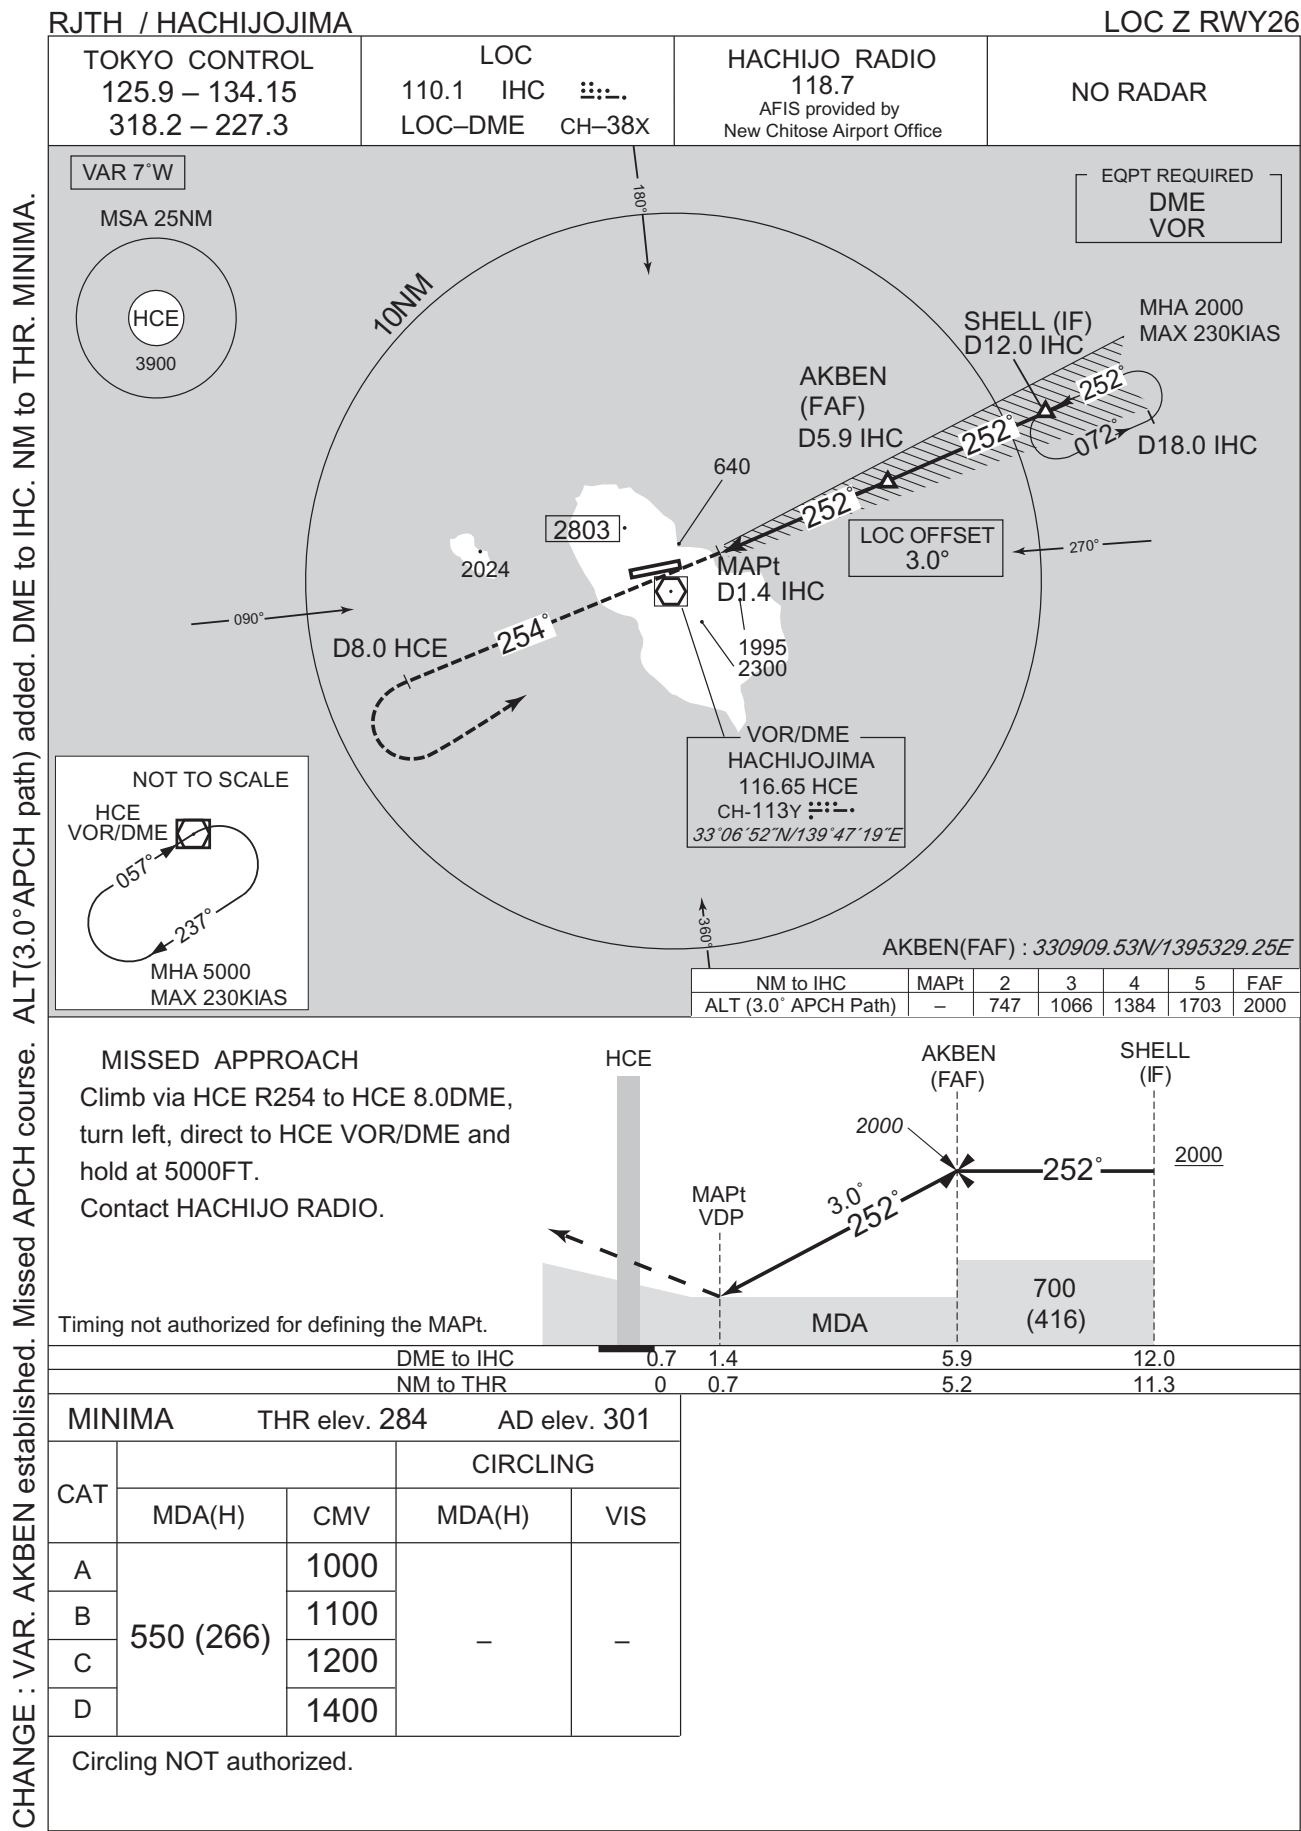 RJTH / HACHIJOJIMA
LOC Z RWY26
TOKYO CONTROL
125.9 – 134.15
318.2 – 227.3
LOC
110.1 IHC
LOC–DME CH–38X
HACHIJO RADIO
118.7
AFIS provided by
New Chitose Airport Office
NO RADAR
VAR 7°W
MSA 25NM
HCE
3900
10NM
180°
EQPT REQUIRED
DME
VOR
SHELL (IF)
D12.0 IHC
MHA 2000
MAX 230KIAS
AKBEN
(FAF)
D5.9 IHC
252°
252°
072°
D18.0 IHC
252°
640
2803
2024
LOC OFFSET
3.0°
270°
MAPt
D1.4 IHC
090°
D8.0 HCE
254°
1995
2300
VOR/DME
HACHIJOJIMA
116.65 HCE
CH-113Y
33°06´52˝N/139°47´19˝E
NOT TO SCALE
HCE
VOR/DME
057°
237°
MHA 5000
MAX 230KIAS
360°
AKBEN(FAF) : 330909.53N/1395329.25E
NM to IHC MAPt 2 3 4 5 FAF
ALT (3.0° APCH Path) – 747 1066 1384 1703 2000
MISSED APPROACH
Climb via HCE R254 to HCE 8.0DME,
turn left, direct to HCE VOR/DME and
hold at 5000FT.
Contact HACHIJO RADIO.
Timing not authorized for defining the MAPt.
HCE
AKBEN
(FAF)
SHELL
(IF)
2000
252°
2000
MAPt
VDP
3.0°
252°
MDA
700
(416)
DME to IHC 0.7 1.4 5.9 12.0
NM to THR 0 0.7 5.2 11.3
MINIMA THR elev. 284 AD elev. 301
CAT
CIRCLING
MDA(H) CMV MDA(H) VIS
A 1000
B 1100
550 (266) – –
C 1200
D 1400
Circling NOT authorized.
CHANGE : VAR. AKBEN established. Missed APCH course. ALT(3.0°APCH path) added. DME to IHC. NM to THR. MINIMA.